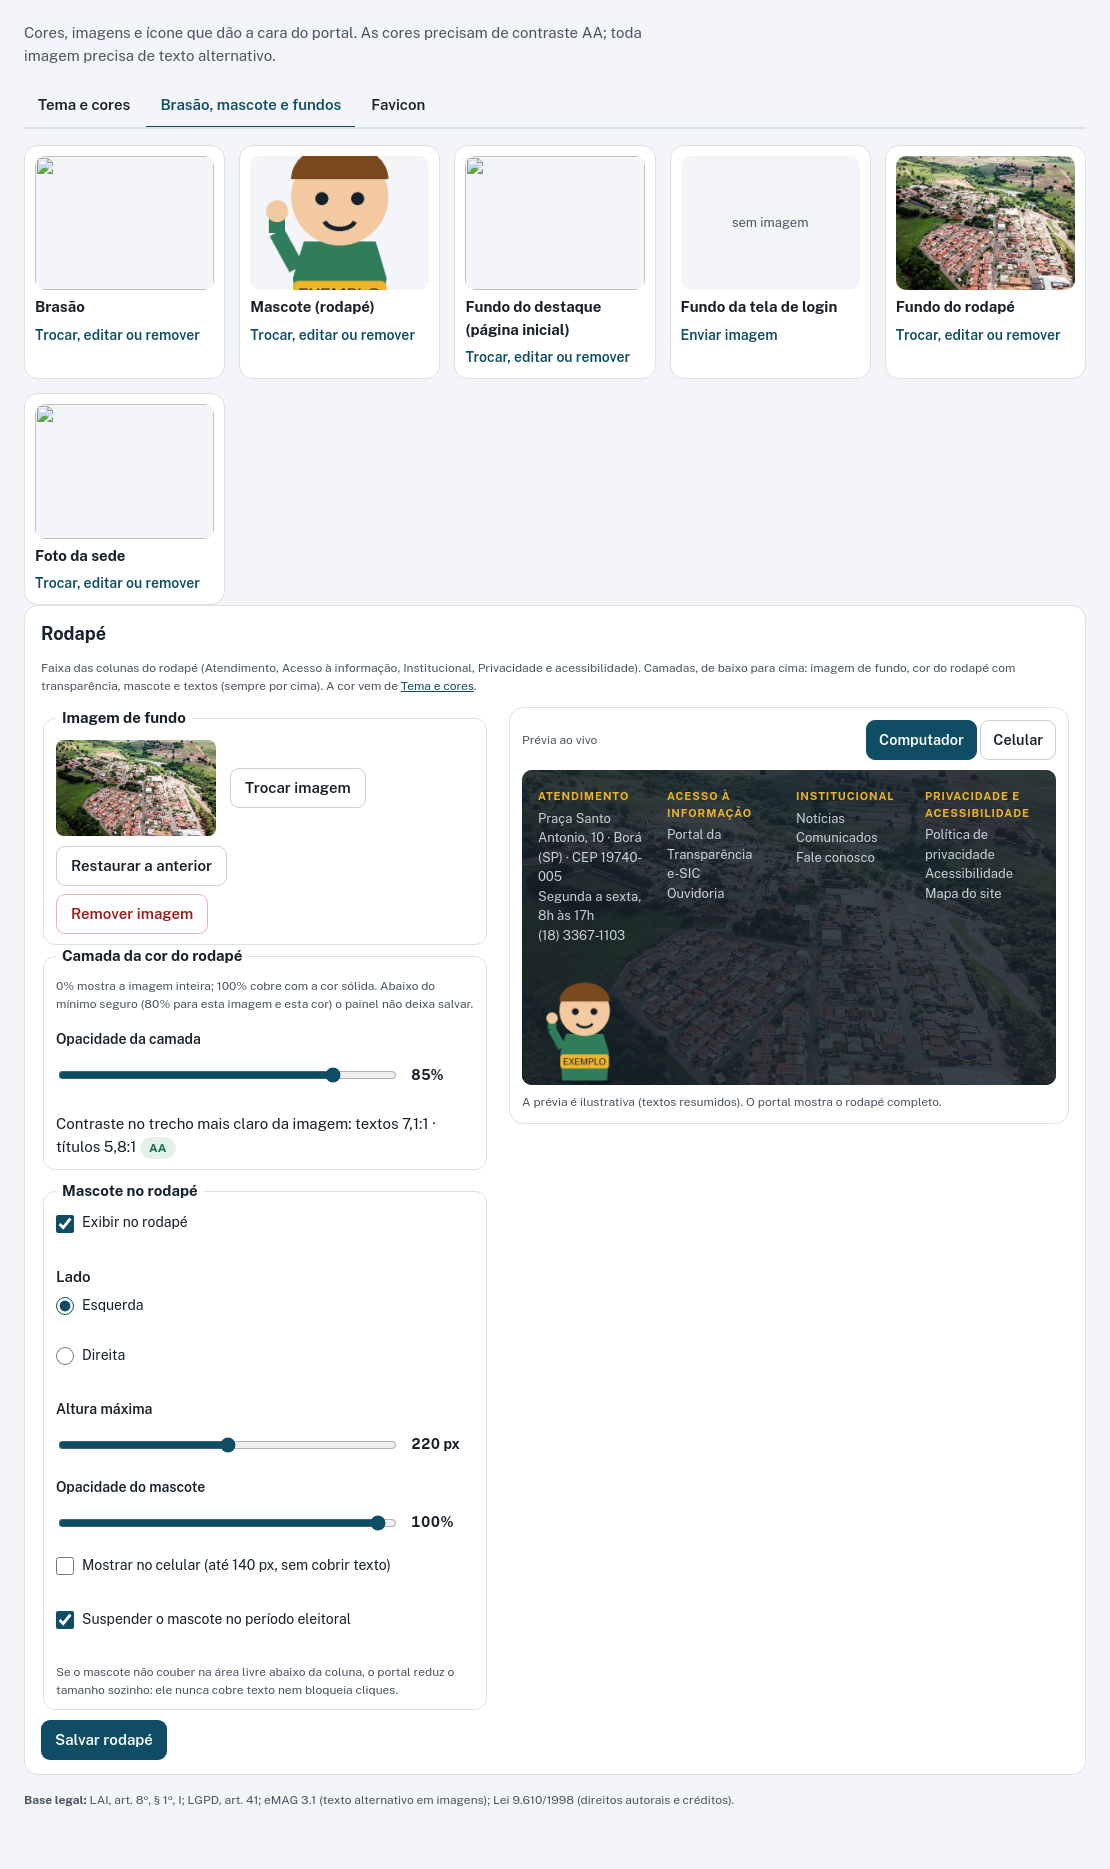 Cores, imagens e ícone que dão a cara do portal. As cores precisam de contraste AA; toda
imagem precisa de texto alternativo.
Tema e cores
Brasão, mascote e fundos
Favicon
EXEMPLO
sem imagem
Brasão
Trocar, editar ou remover
Mascote (rodapé)
Trocar, editar ou remover
Fundo do destaque
(página inicial)
Trocar, editar ou remover
Fundo da tela de login
Enviar imagem
Fundo do rodapé
Trocar, editar ou remover
Foto da sede
Trocar, editar ou remover
Rodapé
Faixa das colunas do rodapé (Atendimento, Acesso à informação, Institucional, Privacidade e acessibilidade). Camadas, de baixo para cima: imagem de fundo, cor do rodapé com
transparência, mascote e textos (sempre por cima). A cor vem de Tema e cores.
Imagem de fundo
Trocar imagem
Restaurar a anterior
Remover imagem
Camada da cor do rodapé
0% mostra a imagem inteira; 100% cobre com a cor sólida. Abaixo do
mínimo seguro (80% para esta imagem e esta cor) o painel não deixa salvar.
Opacidade da camada
85%
Contraste no trecho mais claro da imagem: textos 7,1:1 ·
títulos 5,8:1 AA
Mascote no rodapé
Exibir no rodapé
Lado
Esquerda
Direita
Altura máxima
220 px
Opacidade do mascote
100%
Mostrar no celular (até 140 px, sem cobrir texto)
Suspender o mascote no período eleitoral
Se o mascote não couber na área livre abaixo da coluna, o portal reduz o
tamanho sozinho: ele nunca cobre texto nem bloqueia cliques.
Prévia ao vivo
Computador
Celular
ATENDIMENTO
Praça Santo
Antonio, 10 · Borá
(SP) · CEP 19740-
005
Segunda a sexta,
8h às 17h
(18) 3367-1103
ACESSO À
INFORMAÇÃO
Portal da
Transparência
e-SIC
Ouvidoria
INSTITUCIONAL
Notícias
Comunicados
Fale conosco
PRIVACIDADE E
ACESSIBILIDADE
Política de
privacidade
Acessibilidade
Mapa do site
EXEMPLO
A prévia é ilustrativa (textos resumidos). O portal mostra o rodapé completo.
Salvar rodapé
Base legal: LAI, art. 8º, § 1º, I; LGPD, art. 41; eMAG 3.1 (texto alternativo em imagens); Lei 9.610/1998 (direitos autorais e créditos).